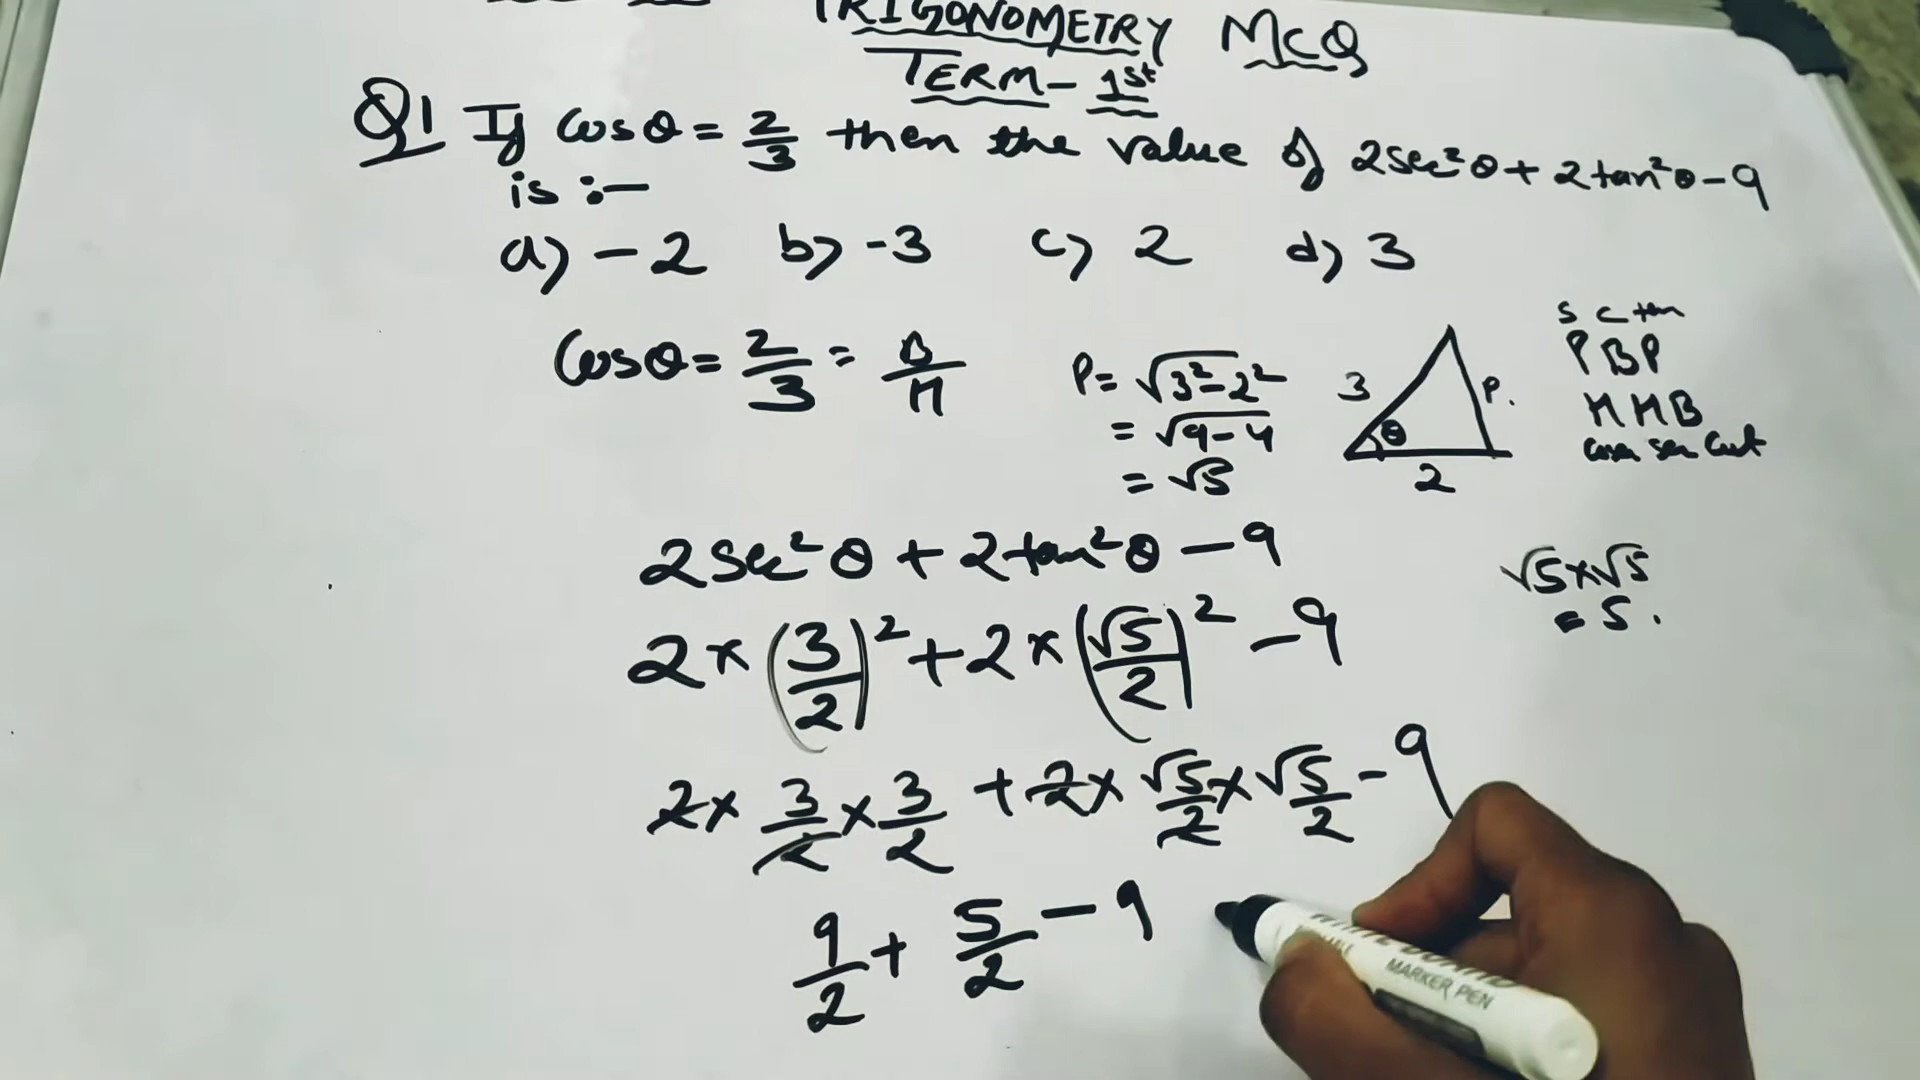 TRIGONOMETRY MCQ
TERM-1st
Q1 If cosθ = 2/3 then the value of 2sec²θ + 2tan²θ - 9
is :-
a) -2 b) -3 c) 2 d) 3
cosθ = 2/3 = B/H
P = √3²-2²
= √9-4
= √5
3 P.
θ
2
S C tan
P B P
H H B
cosec sec cot
2sec²θ + 2tan²θ - 9
2 × (3/2)² + 2 × (√5/2)² - 9
√5×√5
= 5.
2 × 3/2 × 3/2 + 2 × √5/2 × √5/2 - 9
9/2 + 5/2 - 9
MARKER PEN